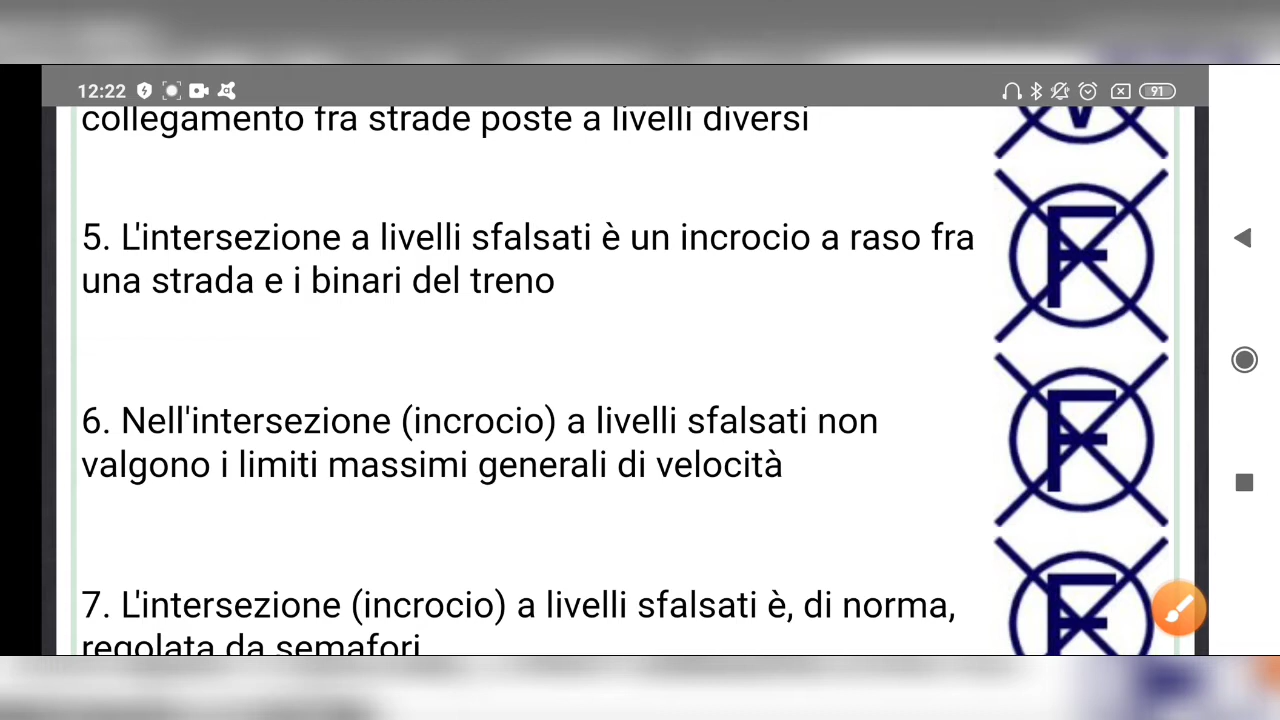 12:22
91
collegamento fra strade poste a livelli diversi
V
5. L'intersezione a livelli sfalsati è un incrocio a raso fra
una strada e i binari del treno
F
6. Nell'intersezione (incrocio) a livelli sfalsati non
valgono i limiti massimi generali di velocità
F
7. L'intersezione (incrocio) a livelli sfalsati è, di norma,
regolata da semafori
F